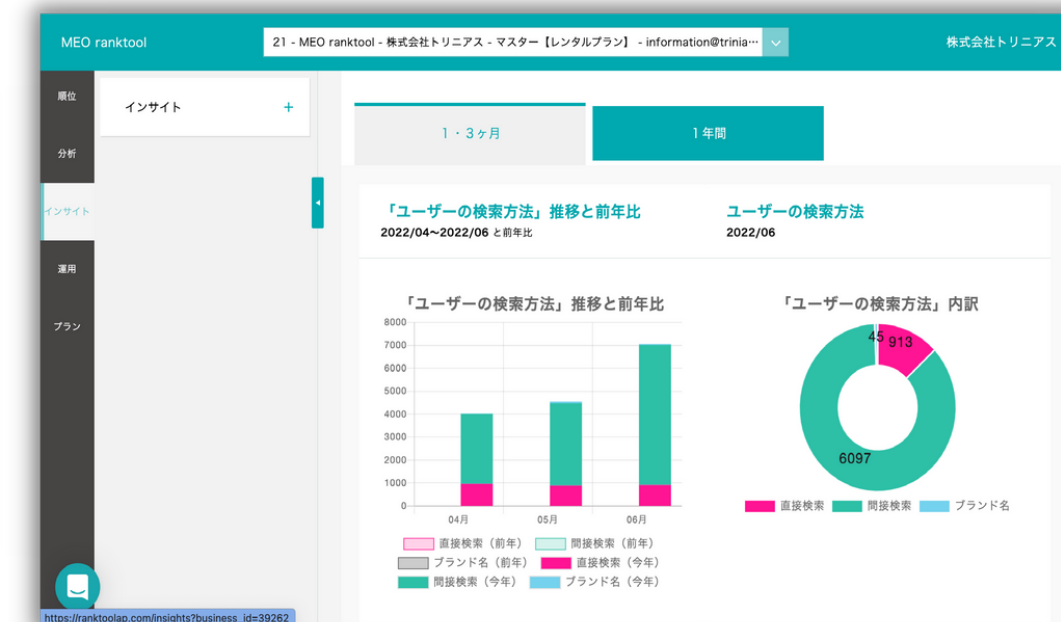 MEO ranktool
21 - MEO ranktool - 株式会社トリニアス - マスター【レンタルプラン】 - information@trinia…
株式会社トリニアス
順位
分析
インサイト
運用
プラン
インサイト +
1・3ヶ月
1年間
「ユーザーの検索方法」推移と前年比
2022/04~2022/06 と前年比
ユーザーの検索方法
2022/06
「ユーザーの検索方法」推移と前年比
8000
7000
6000
5000
4000
3000
2000
1000
0
04月 05月 06月
直接検索（前年） 間接検索（前年）
ブランド名（前年） 直接検索（今年）
間接検索（今年） ブランド名（今年）
「ユーザーの検索方法」内訳
45 913
6097
直接検索 間接検索 ブランド名
https://ranktoolap.com/insights?business_id=39262